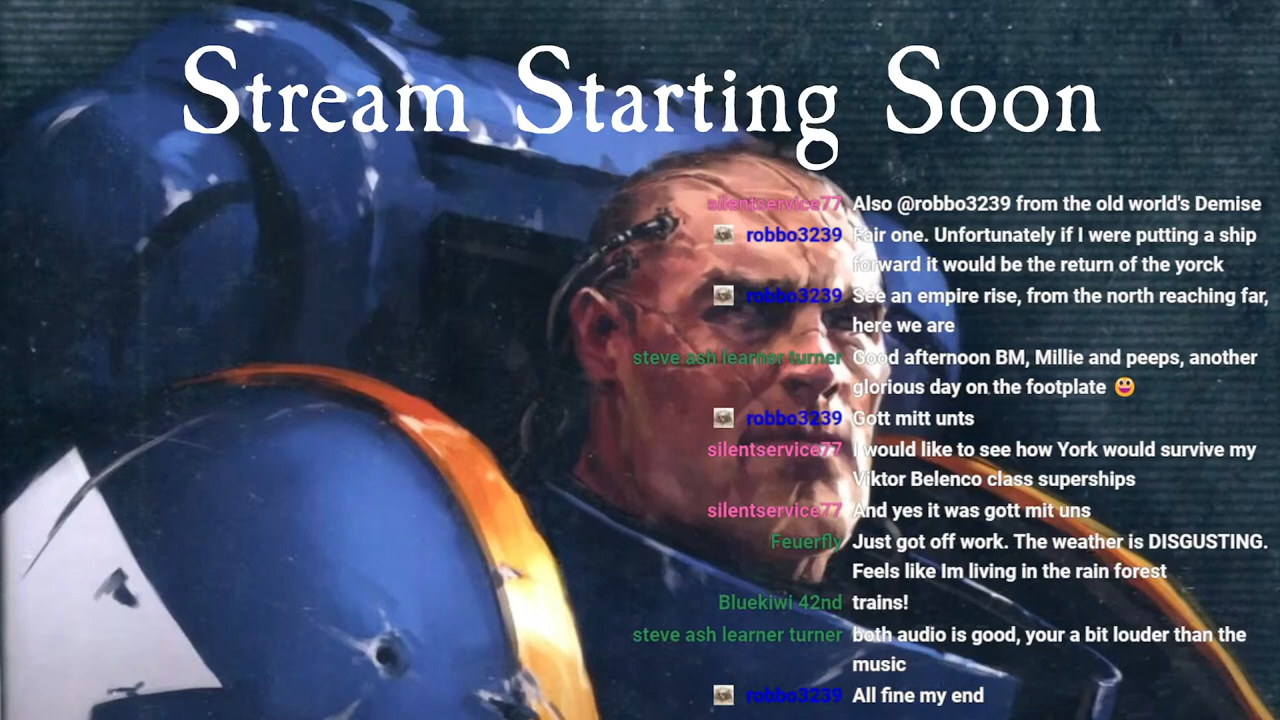 Stream Starting Soon
silentservice77 Also @robbo3239 from the old world's Demise
robbo3239 Fair one. Unfortunately if I were putting a ship
forward it would be the return of the yorck
robbo3239 See an empire rise, from the north reaching far,
here we are
steve ash learner turner Good afternoon BM, Millie and peeps, another
glorious day on the footplate 😃
robbo3239 Gott mitt unts
silentservice77 I would like to see how York would survive my
Viktor Belenco class superships
silentservice77 And yes it was gott mit uns
Feuerfly Just got off work. The weather is DISGUSTING.
Feels like Im living in the rain forest
Bluekiwi 42nd trains!
steve ash learner turner both audio is good, your a bit louder than the
music
robbo3239 All fine my end